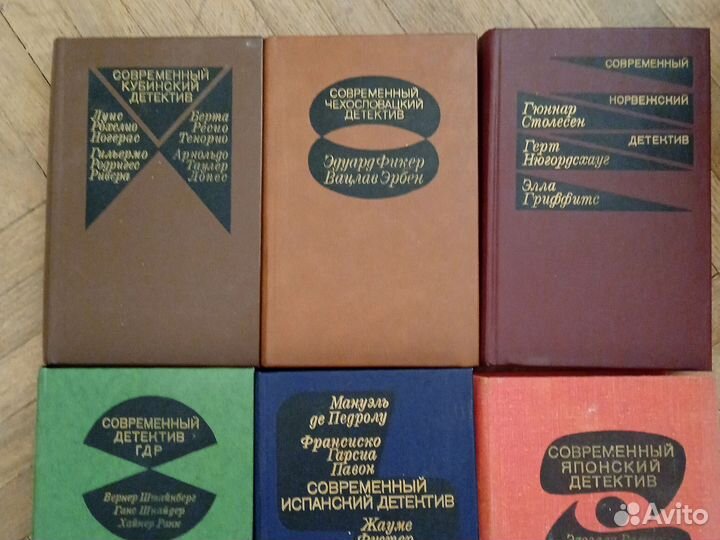 СОВРЕМЕННЫЙ
КУБИНСКИЙ
ДЕТЕКТИВ
Луис
Рохелио
Ногерас
Гильермо
Родригес
Ривера
Берта
Ресио
Тенорио
Арнольдо
Таулер
Лопес
СОВРЕМЕННЫЙ
ЧЕХОСЛОВАЦКИЙ
ДЕТЕКТИВ
Эдуард Фикер
Вацлав Эрбен
СОВРЕМЕННЫЙ
НОРВЕЖСКИЙ
ДЕТЕКТИВ
Гюннар
Столесен
Герт
Нюгордсхауг
Элла
Гриффитс
СОВРЕМЕННЫЙ
ДЕТЕКТИВ
ГДР
Вернер Штайнберг
Ганс Шнайдер
Хайнер Ранк
Мануэль
де Педролу
Франсиско
Гарсиа
Павон
СОВРЕМЕННЫЙ
ИСПАНСКИЙ ДЕТЕКТИВ
Жауме
Фустер
СОВРЕМЕННЫЙ
ЯПОНСКИЙ
ДЕТЕКТИВ
Avito